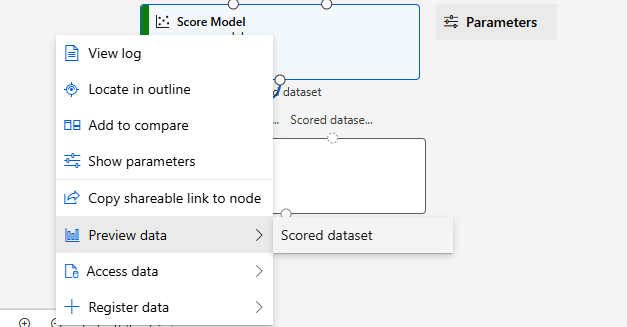 Score Model
Parameters
View log
Locate in outline
dataset
Add to compare
... Scored datase...
Show parameters
Copy shareable link to node
Preview data
Scored dataset
Access data
Register data